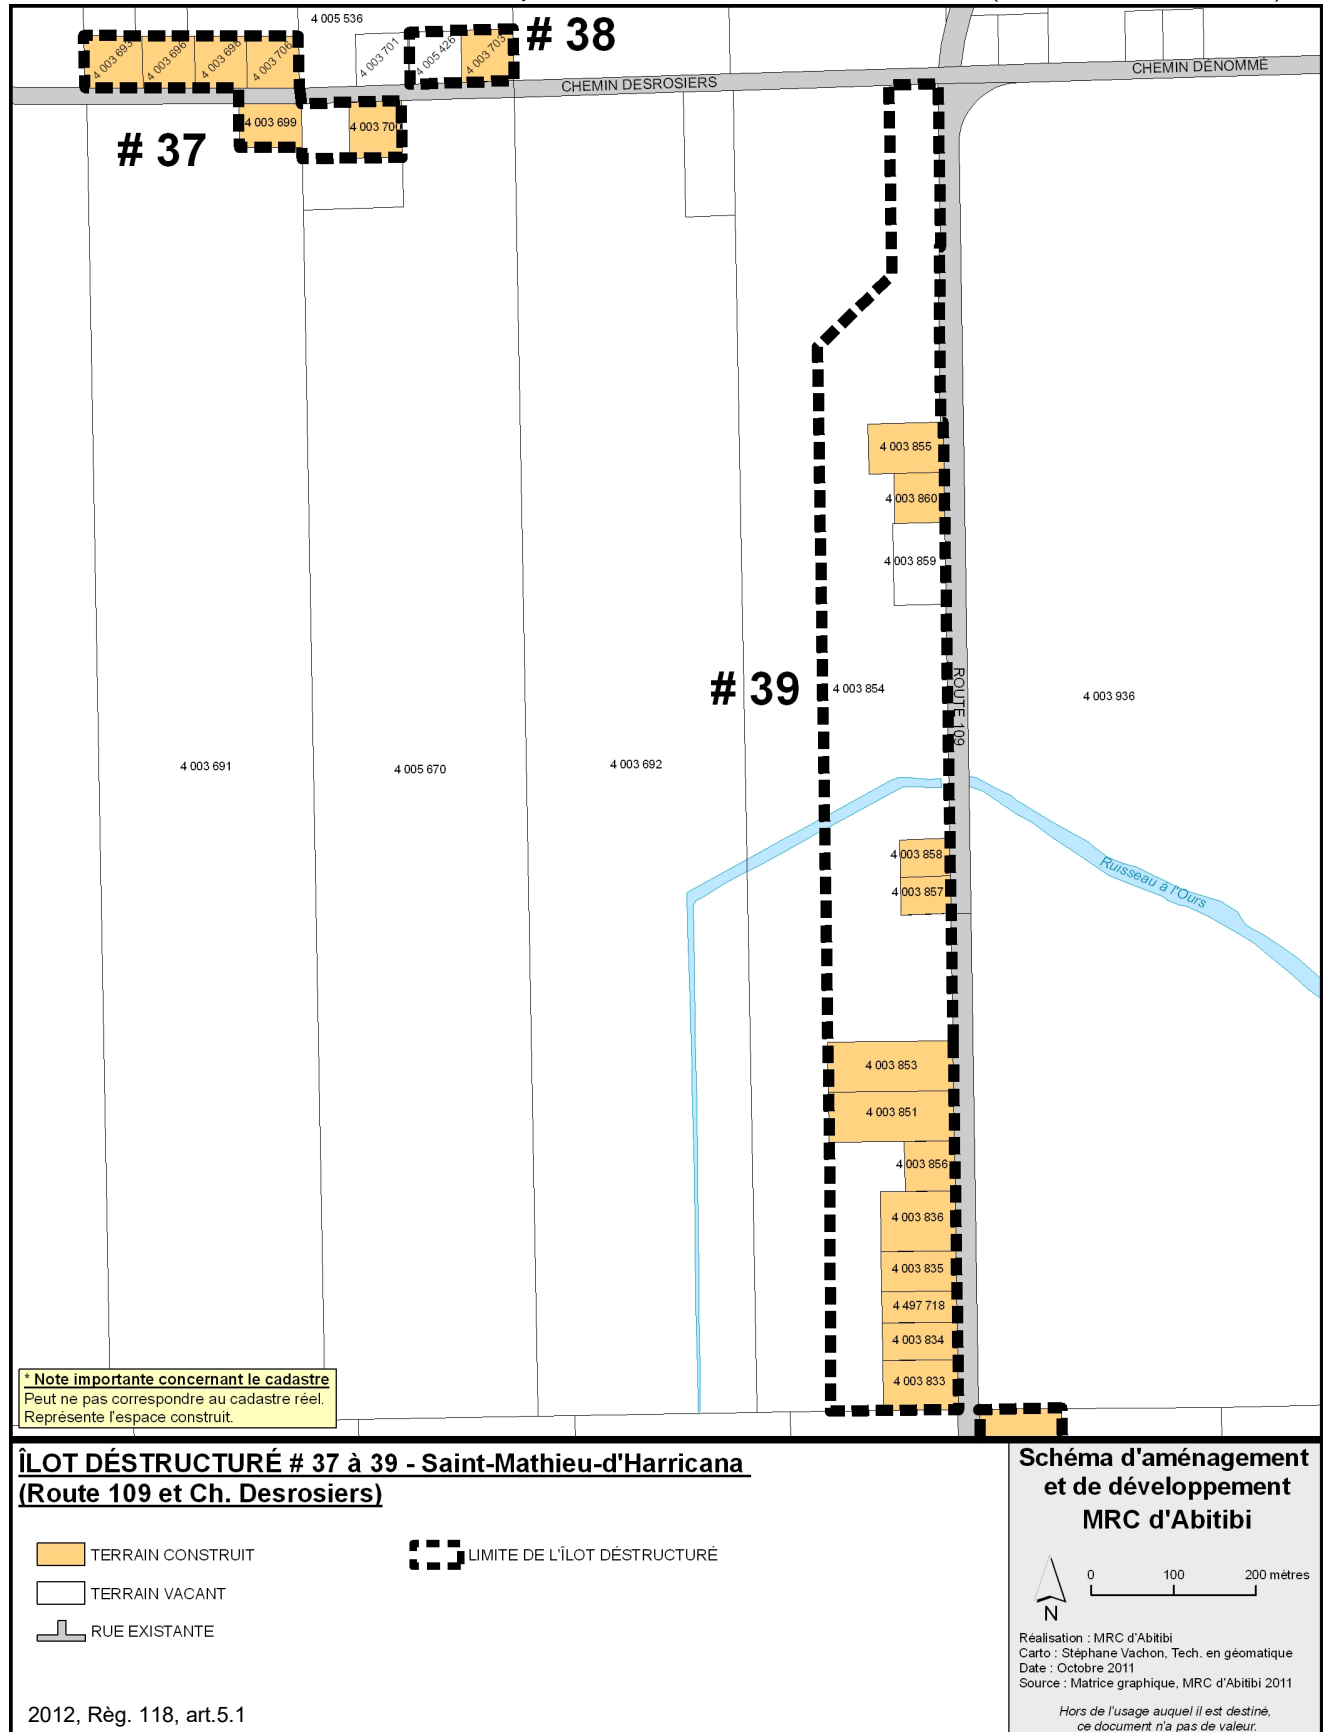 4 005 536
4 003 693
4 003 696
4 003 698
4 003 706
4 003 701
4 005 426
4 003 703
# 38
CHEMIN DESROSIERS
CHEMIN DÉNOMMÉ
4 003 699
4 003 70
# 37
4 003 855
4 003 860
4 003 859
# 39
4 003 854
ROUTE 109
4 003 936
4 003 691
4 005 670
4 003 692
4 003 858
4 003 857
Ruisseau à l'Ours
4 003 853
4 003 851
4 003 856
4 003 836
4 003 835
4 497 718
4 003 834
4 003 833
* Note importante concernant le cadastre
Peut ne pas correspondre au cadastre réel.
Représente l'espace construit.
ÎLOT DÉSTRUCTURÉ # 37 à 39 - Saint-Mathieu-d'Harricana
(Route 109 et Ch. Desrosiers)
TERRAIN CONSTRUIT
LIMITE DE L'ÎLOT DÉSTRUCTURÉ
TERRAIN VACANT
RUE EXISTANTE
2012, Règ. 118, art.5.1
Schéma d'aménagement
et de développement
MRC d'Abitibi
0 100 200 mètres
N
Réalisation : MRC d'Abitibi
Carto : Stéphane Vachon, Tech. en géomatique
Date : Octobre 2011
Source : Matrice graphique, MRC d'Abitibi 2011
Hors de l'usage auquel il est destiné,
ce document n'a pas de valeur.